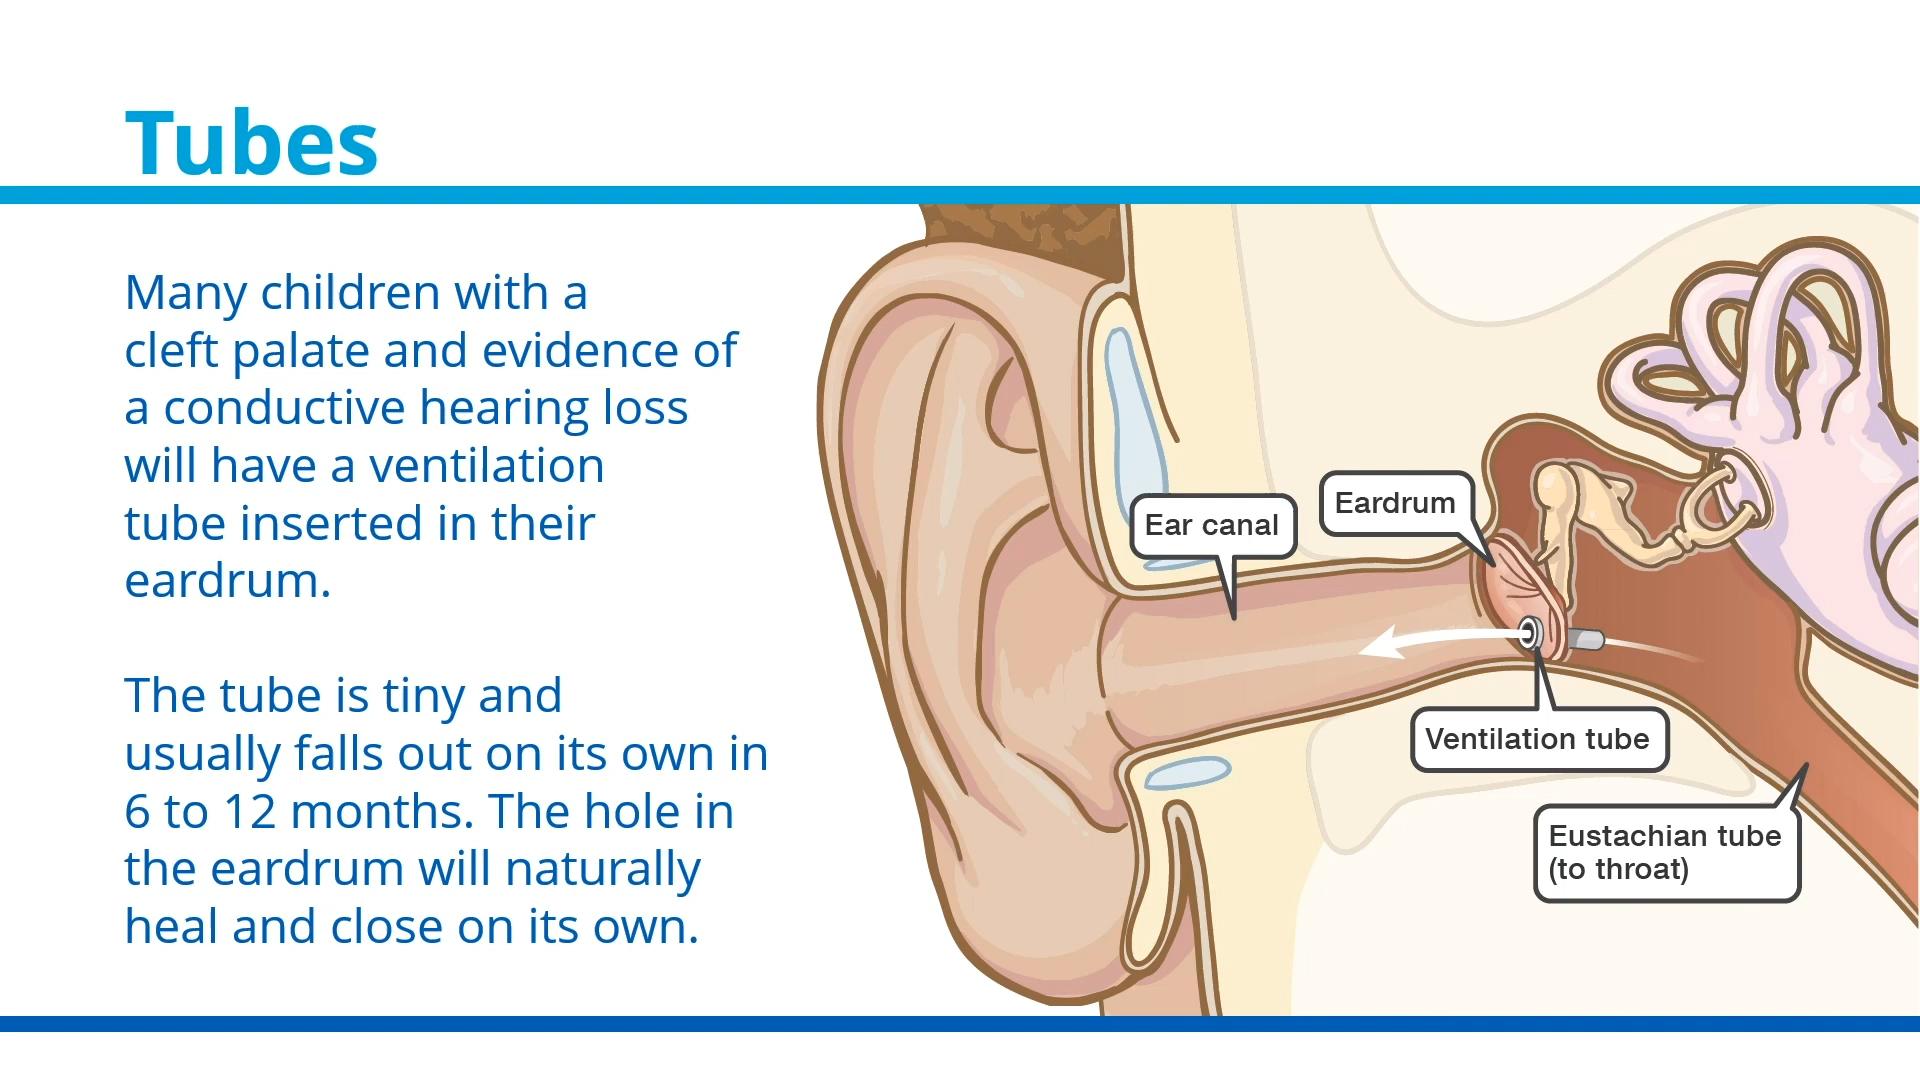 Tubes
Many children with a
cleft palate and evidence of
a conductive hearing loss
will have a ventilation
tube inserted in their
eardrum.
The tube is tiny and
usually falls out on its own in
6 to 12 months. The hole in
the eardrum will naturally
heal and close on its own.
Ear canal
Eardrum
Ventilation tube
Eustachian tube
(to throat)